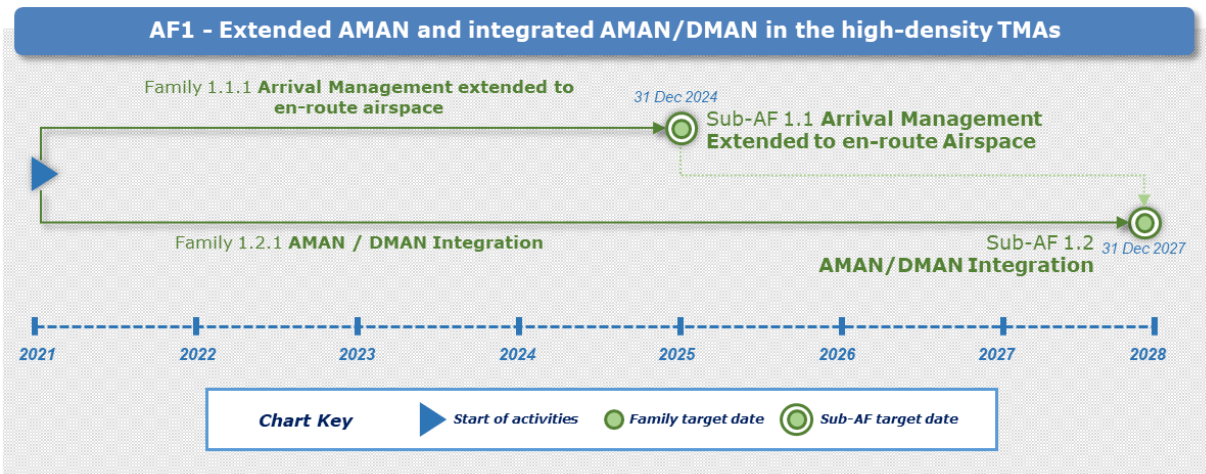 AF1 - Extended AMAN and integrated AMAN/DMAN in the high-density TMAs
Family 1.1.1 Arrival Management extended to
en-route airspace
31 Dec 2024
Sub-AF 1.1 Arrival Management
Extended to en-route Airspace
Family 1.2.1 AMAN / DMAN Integration
Sub-AF 1.2
AMAN/DMAN Integration
31 Dec 2027
2021 2022 2023 2024 2025 2026 2027 2028
Chart Key Start of activities Family target date Sub-AF target date